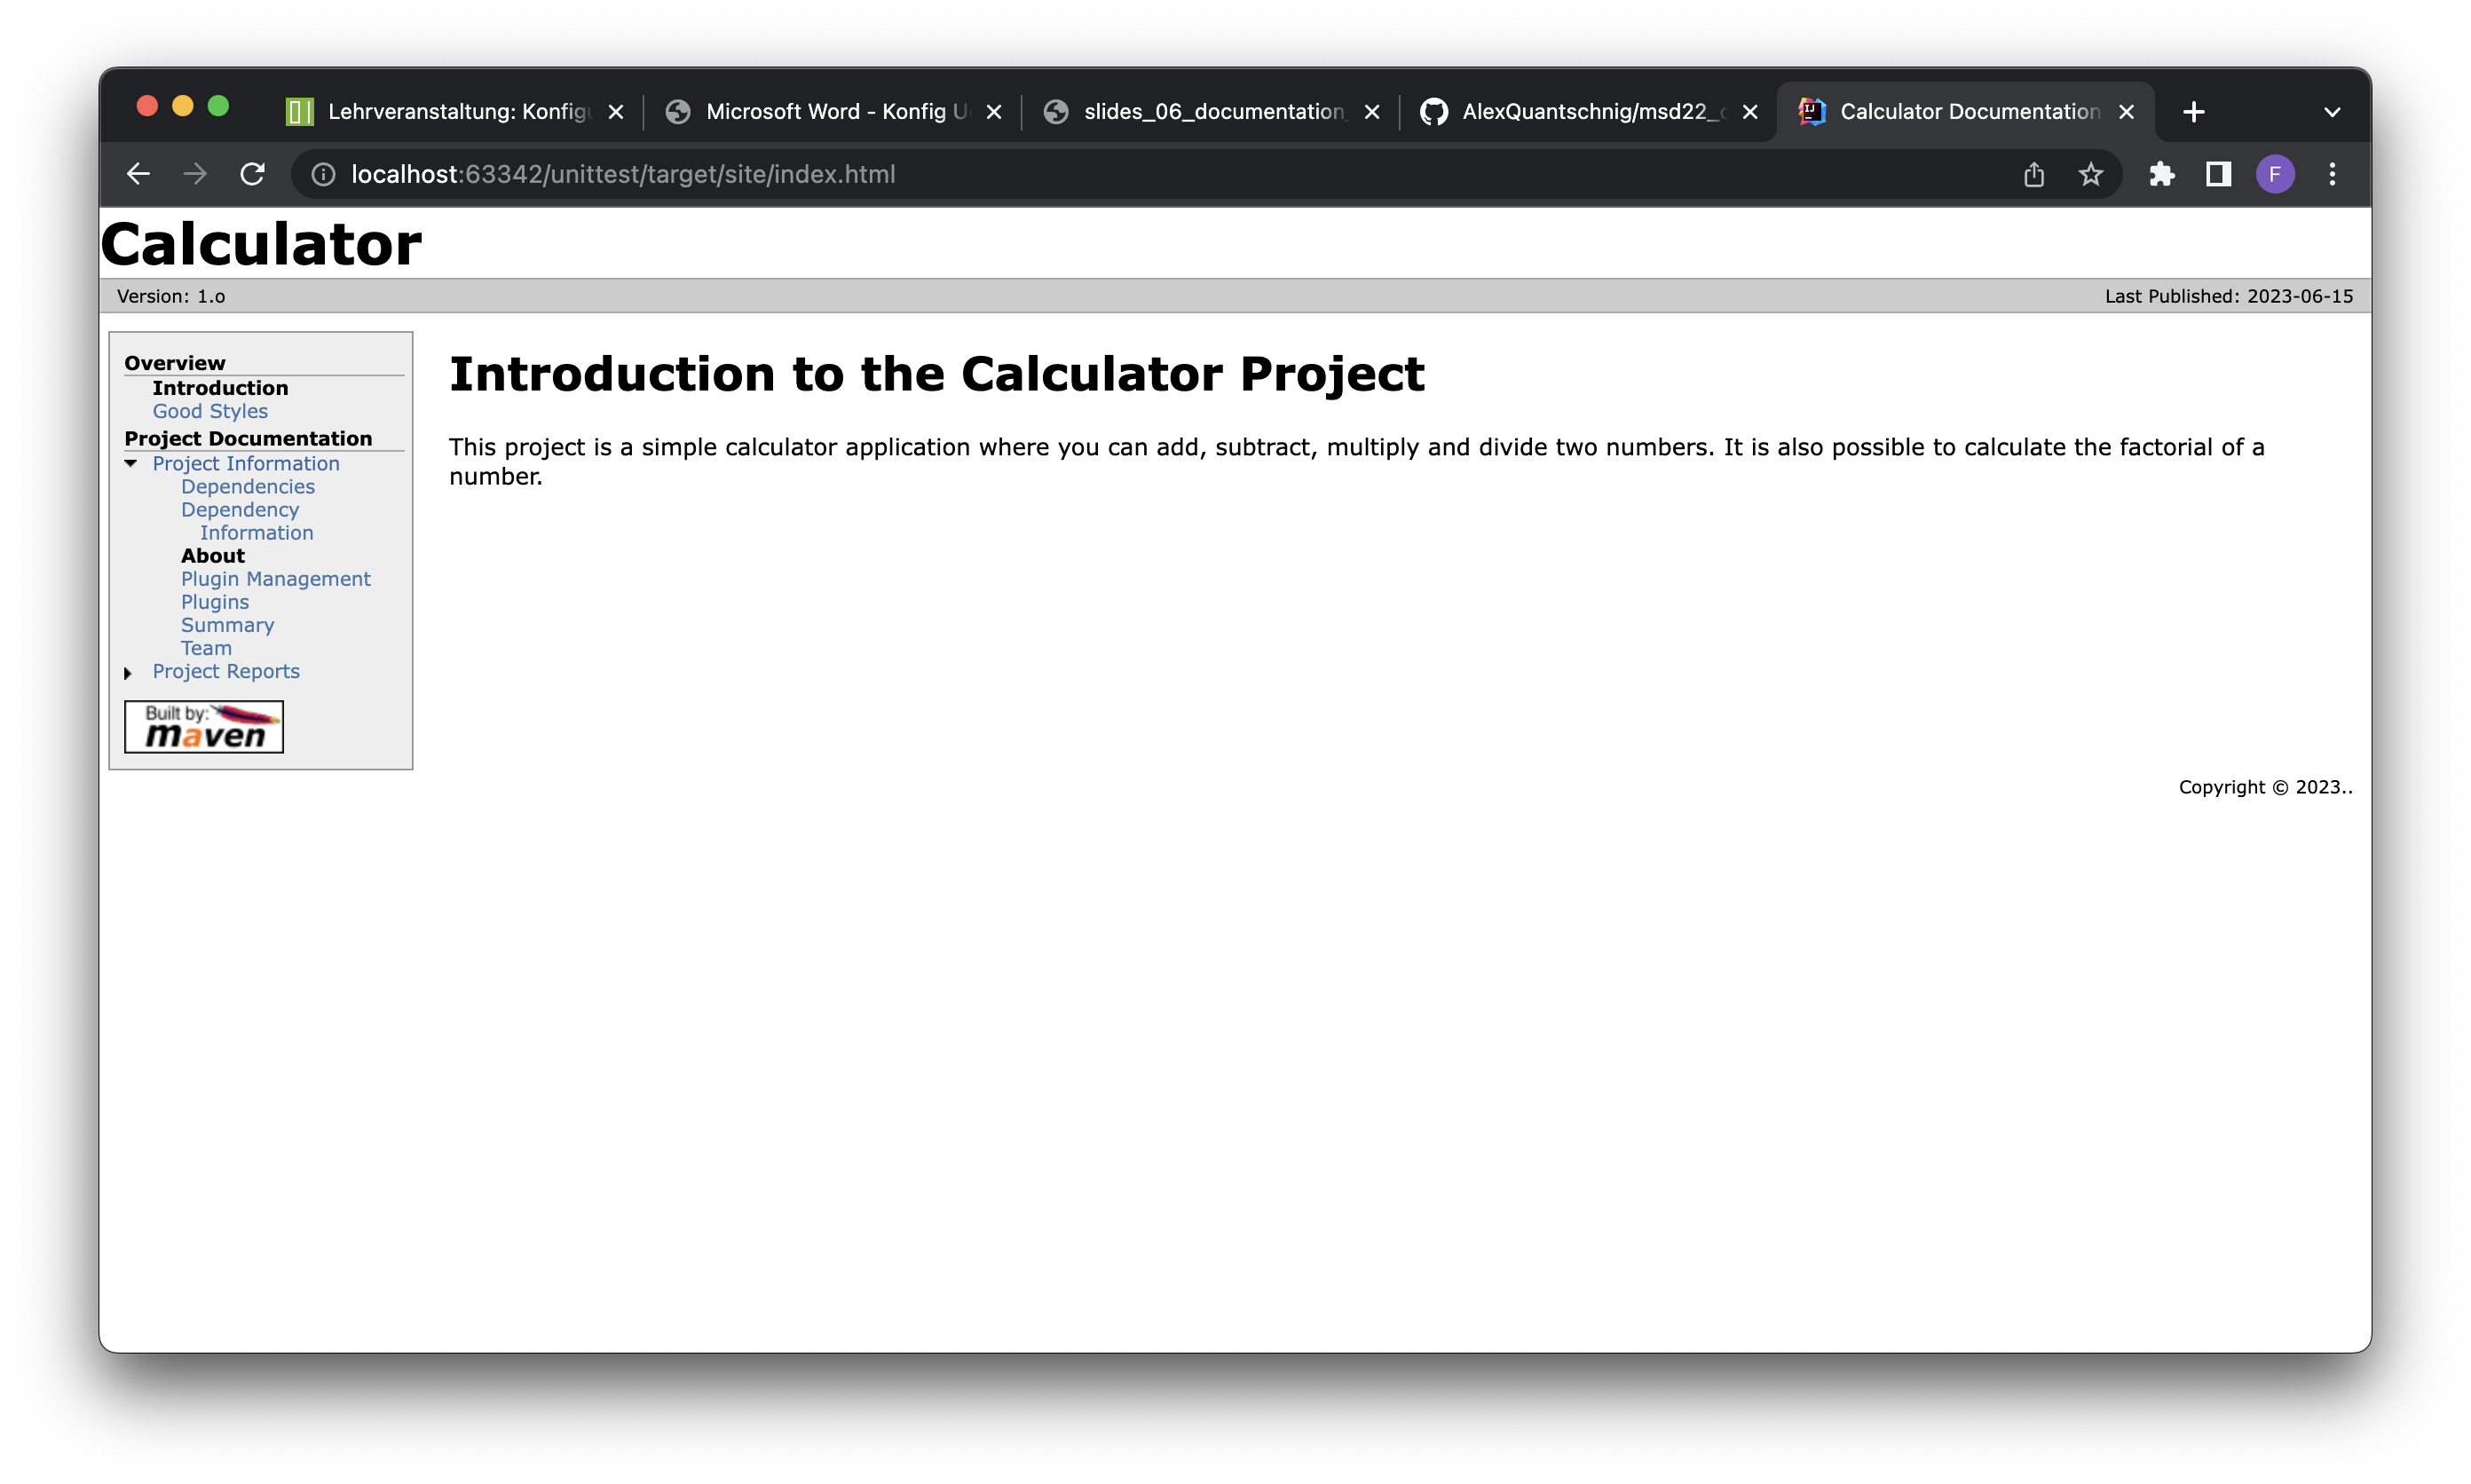 Lehrveranstaltung: Konfigu
Microsoft Word - Konfig U
slides_06_documentation_
AlexQuantschnig/msd22_c
Calculator Documentation
localhost:63342/unittest/target/site/index.html
F
Calculator
Version: 1.o
Last Published: 2023-06-15
Overview
Introduction
Good Styles
Project Documentation
Project Information
Dependencies
Dependency
Information
About
Plugin Management
Plugins
Summary
Team
Project Reports
Built by:
maven
Introduction to the Calculator Project
This project is a simple calculator application where you can add, subtract, multiply and divide two numbers. It is also possible to calculate the factorial of a
number.
Copyright © 2023..